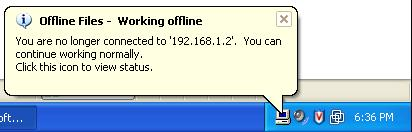 Offline Files - Working offline
You are no longer connected to '192.168.1.2'. You can
continue working normally.
Click this icon to view status.
oft...
6:36 PM